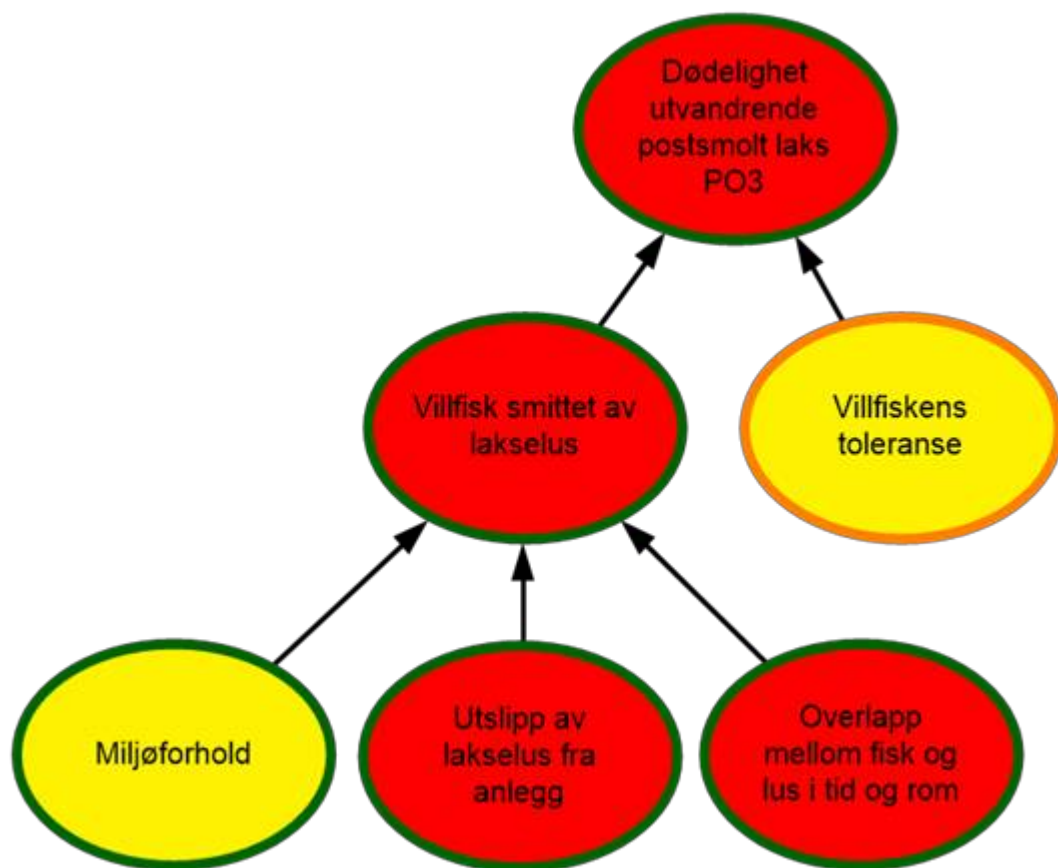 Dødelighet
utvandrende
postsmolt laks
PO3
Villfisk smittet av
lakselus
Villfiskens
toleranse
Miljøforhold
Utslipp av
lakselus fra
anlegg
Overlapp
mellom fisk og
lus i tid og rom